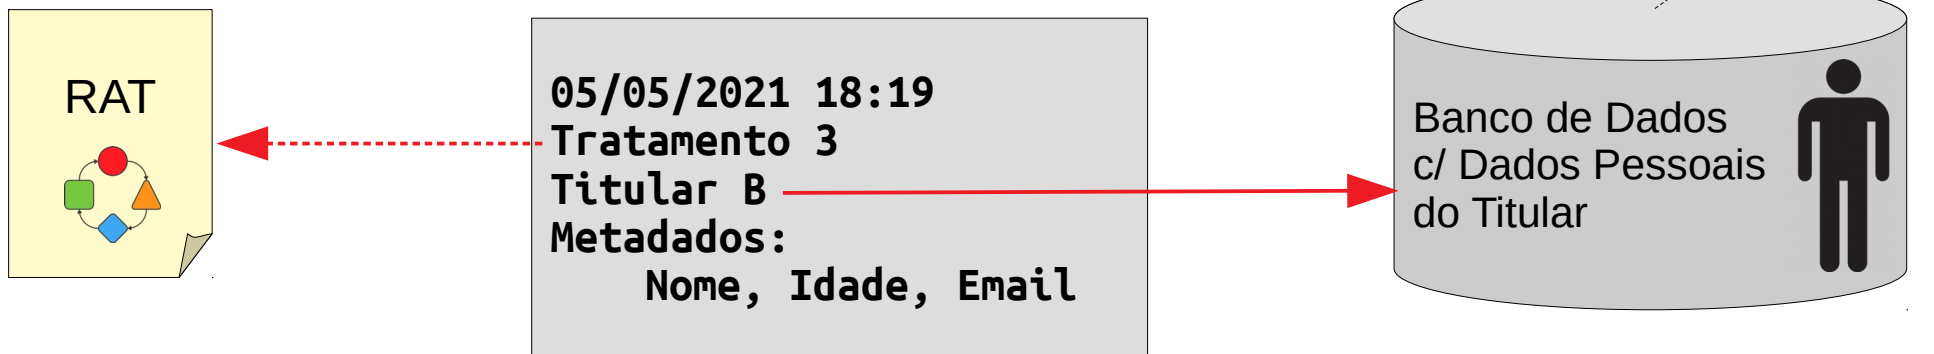 RAT
05/05/2021 18:19
Tratamento 3
Titular B
Metadados:
Nome, Idade, Email
Banco de Dados
c/ Dados Pessoais
do Titular